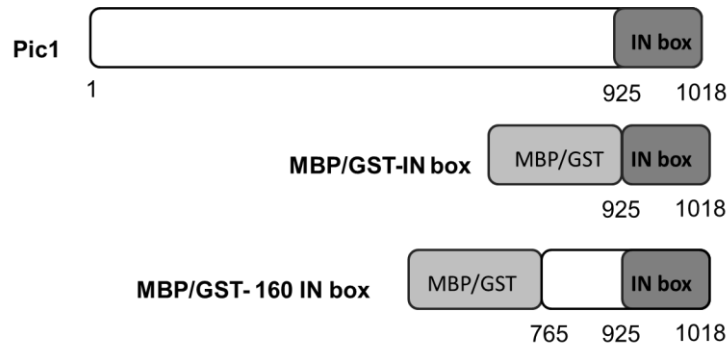 Pic1 IN box
1 925 1018
MBP/GST-IN box MBP/GST IN box
925 1018
MBP/GST- 160 IN box MBP/GST IN box
765 925 1018